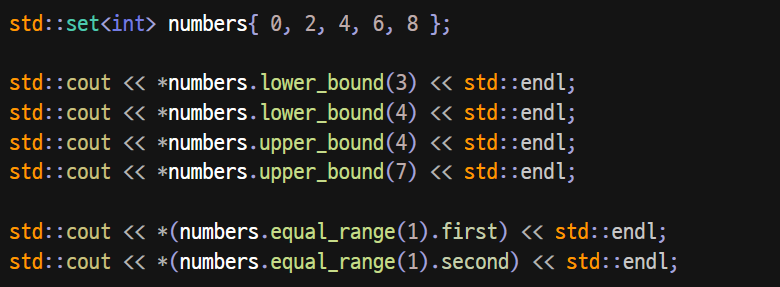 std::set<int> numbers{ 0, 2, 4, 6, 8 };
std::cout << *numbers.lower_bound(3) << std::endl;
std::cout << *numbers.lower_bound(4) << std::endl;
std::cout << *numbers.upper_bound(4) << std::endl;
std::cout << *numbers.upper_bound(7) << std::endl;
std::cout << *(numbers.equal_range(1).first) << std::endl;
std::cout << *(numbers.equal_range(1).second) << std::endl;